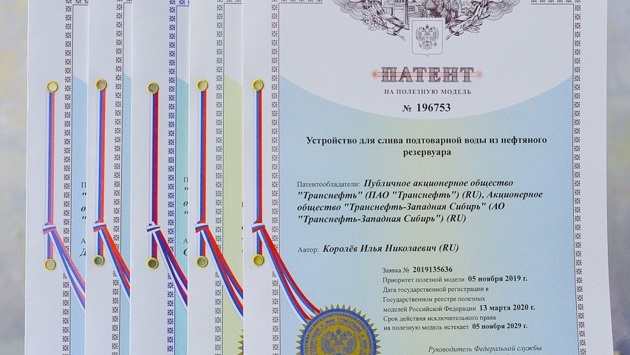 ПАТЕНТ
НА ПОЛЕЗНУЮ МОДЕЛЬ
№ 196753
Устройство для слива подтоварной воды из нефтяного
резервуара
Патентообладатели: Публичное акционерное общество
"Транснефть" (ПАО "Транснефть") (RU), Акционерное
общество "Транснефть-Западная Сибирь" (АО
"Транснефть-Западная Сибирь") (RU)
Автор: Королёв Илья Николаевич (RU)
Заявка № 2019135636
Приоритет полезной модели 05 ноября 2019 г.
Дата государственной регистрации в
Государственном реестре полезных
моделей Российской Федерации 13 марта 2020 г.
Срок действия исключительного права
на полезную модель истекает 05 ноября 2029 г.
Руководитель Федеральной службы